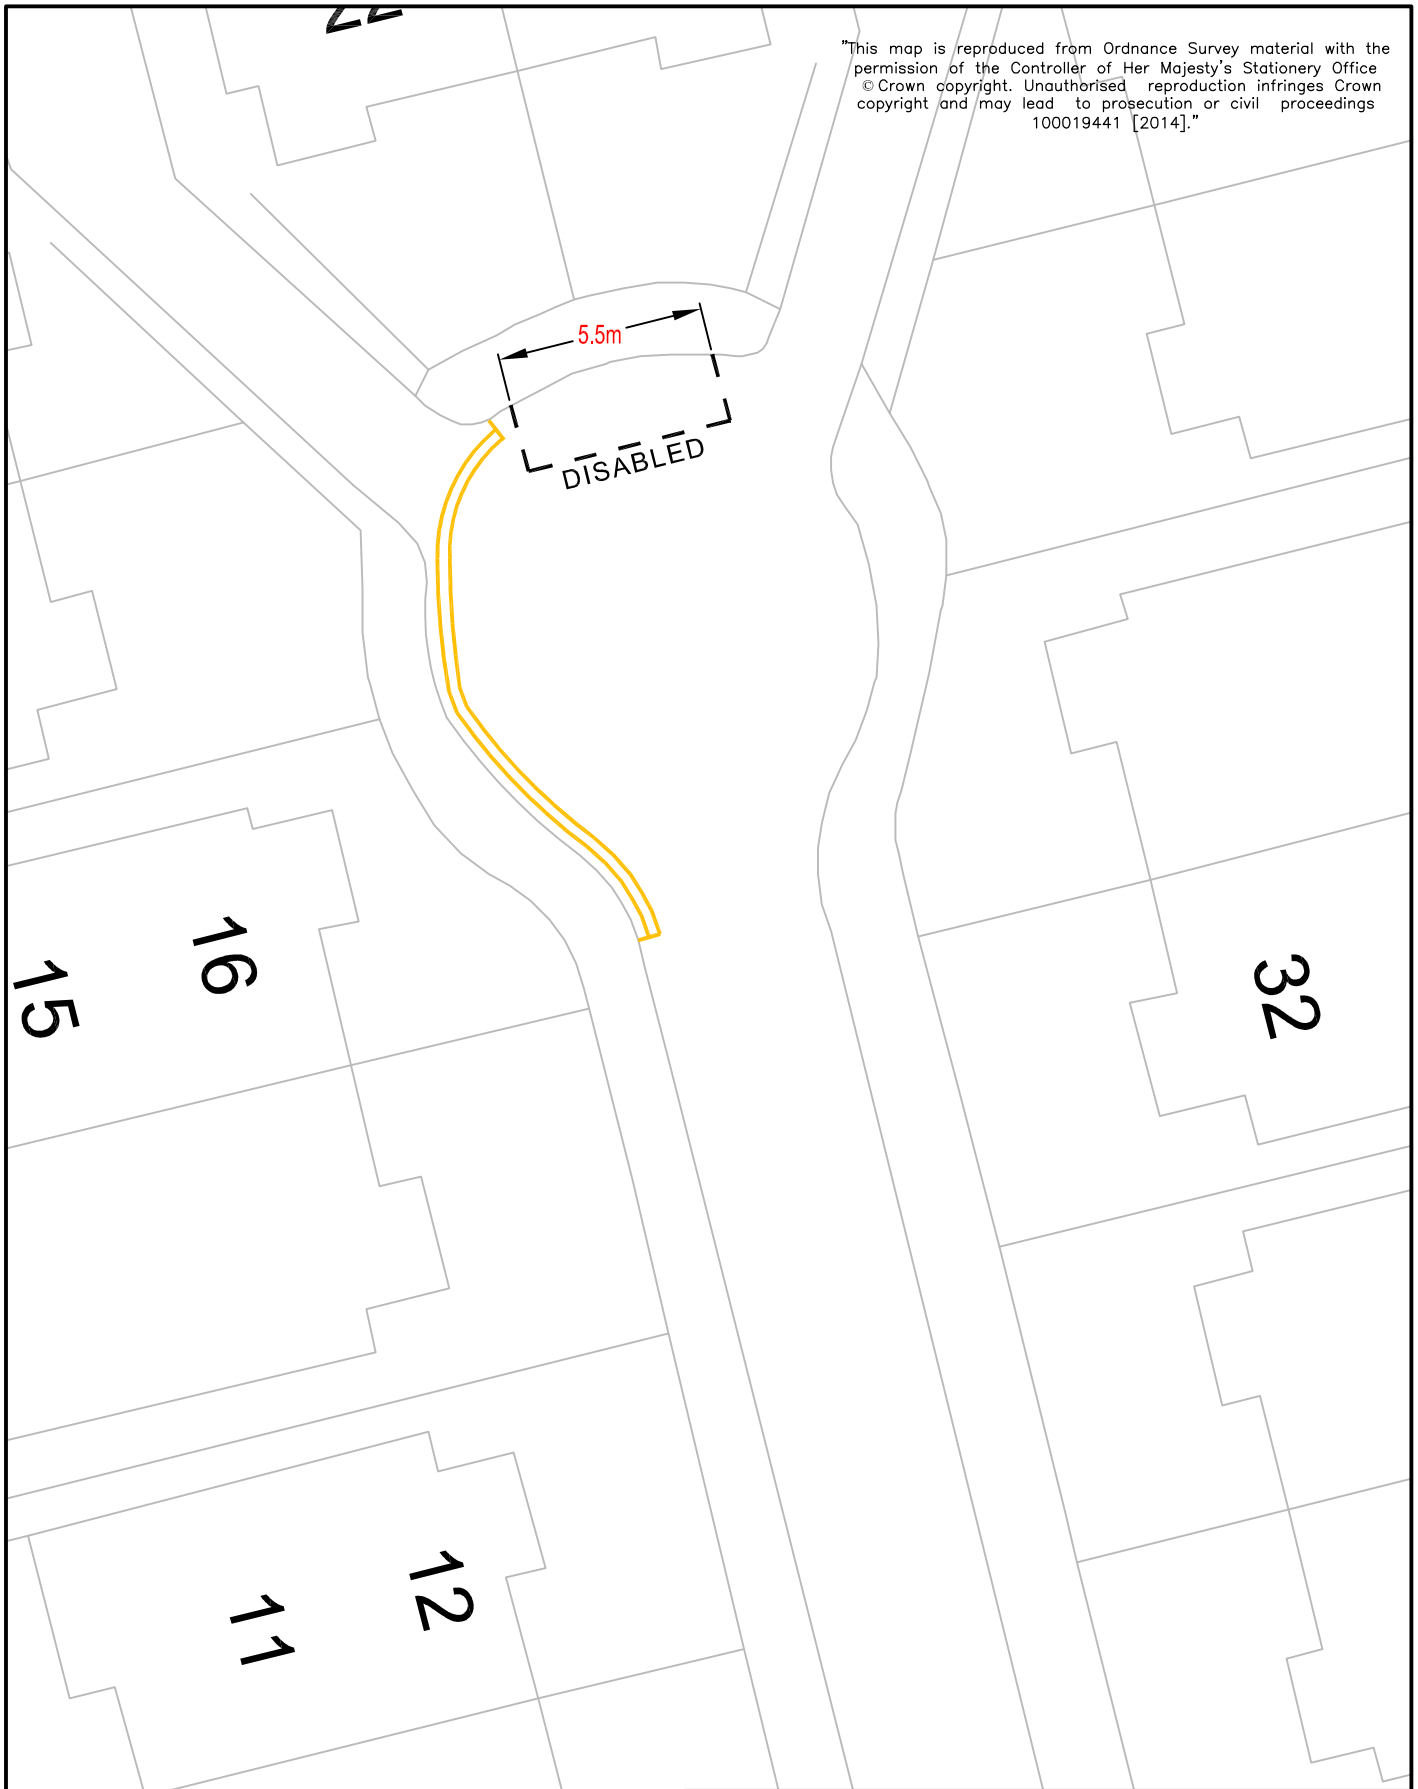 22
"This map is reproduced from Ordnance Survey material with the
permission of the Controller of Her Majesty's Stationery Office
© Crown copyright. Unauthorised reproduction infringes Crown
copyright and may lead to prosecution or civil proceedings
100019441 [2014]."
5.5m
DISABLED
16
15
32
12
11